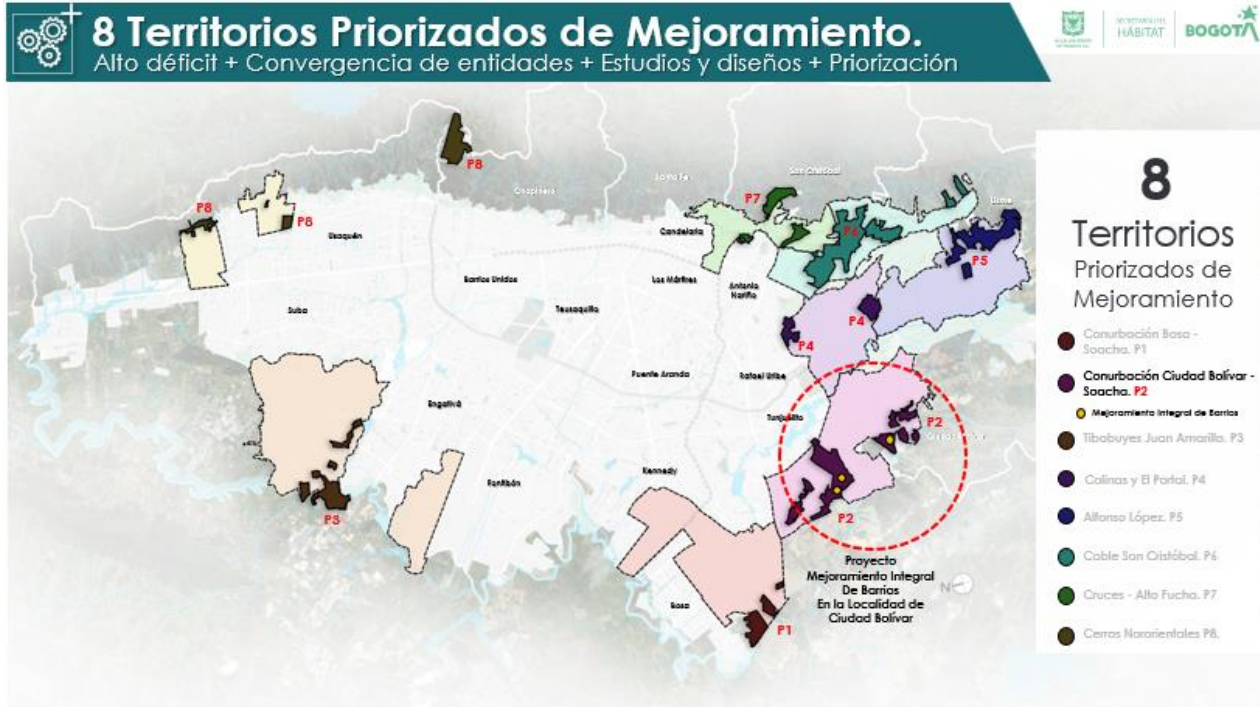 8 Territorios Priorizados de Mejoramiento.
Alto déficit + Convergencia de entidades + Estudios y diseños + Priorización
SECRETARÍA DEL
HÁBITAT
BOGOTÁ
P8
P8
P8
Usaquén
Chapinero
Santa Fe
San Cristóbal
Usme
P7
Candelaria
P6
P5
Suba
Barrios Unidos
Teusaquillo
Los Mártires
Antonio
Nariño
P4
P4
Puente Aranda
Rafael Uribe
Engativá
Tunjuelito
P2
Fontibón
Kennedy
P3
P2
Bosa
P1
Proyecto
Mejoramiento Integral
De Barrios
En la Localidad de
Ciudad Bolívar
N
8
Territorios
Priorizados de
Mejoramiento
Conurbación Bosa -
Soacha. P1
Conurbación Ciudad Bolívar -
Soacha. P2
Mejoramiento Integral de Barrios
Tibabuyes Juan Amarillo. P3
Colinas y El Portal. P4
Alfonso López. P5
Cable San Cristóbal. P6
Cruces - Alto Fucha. P7
Cerros Nororientales P8.